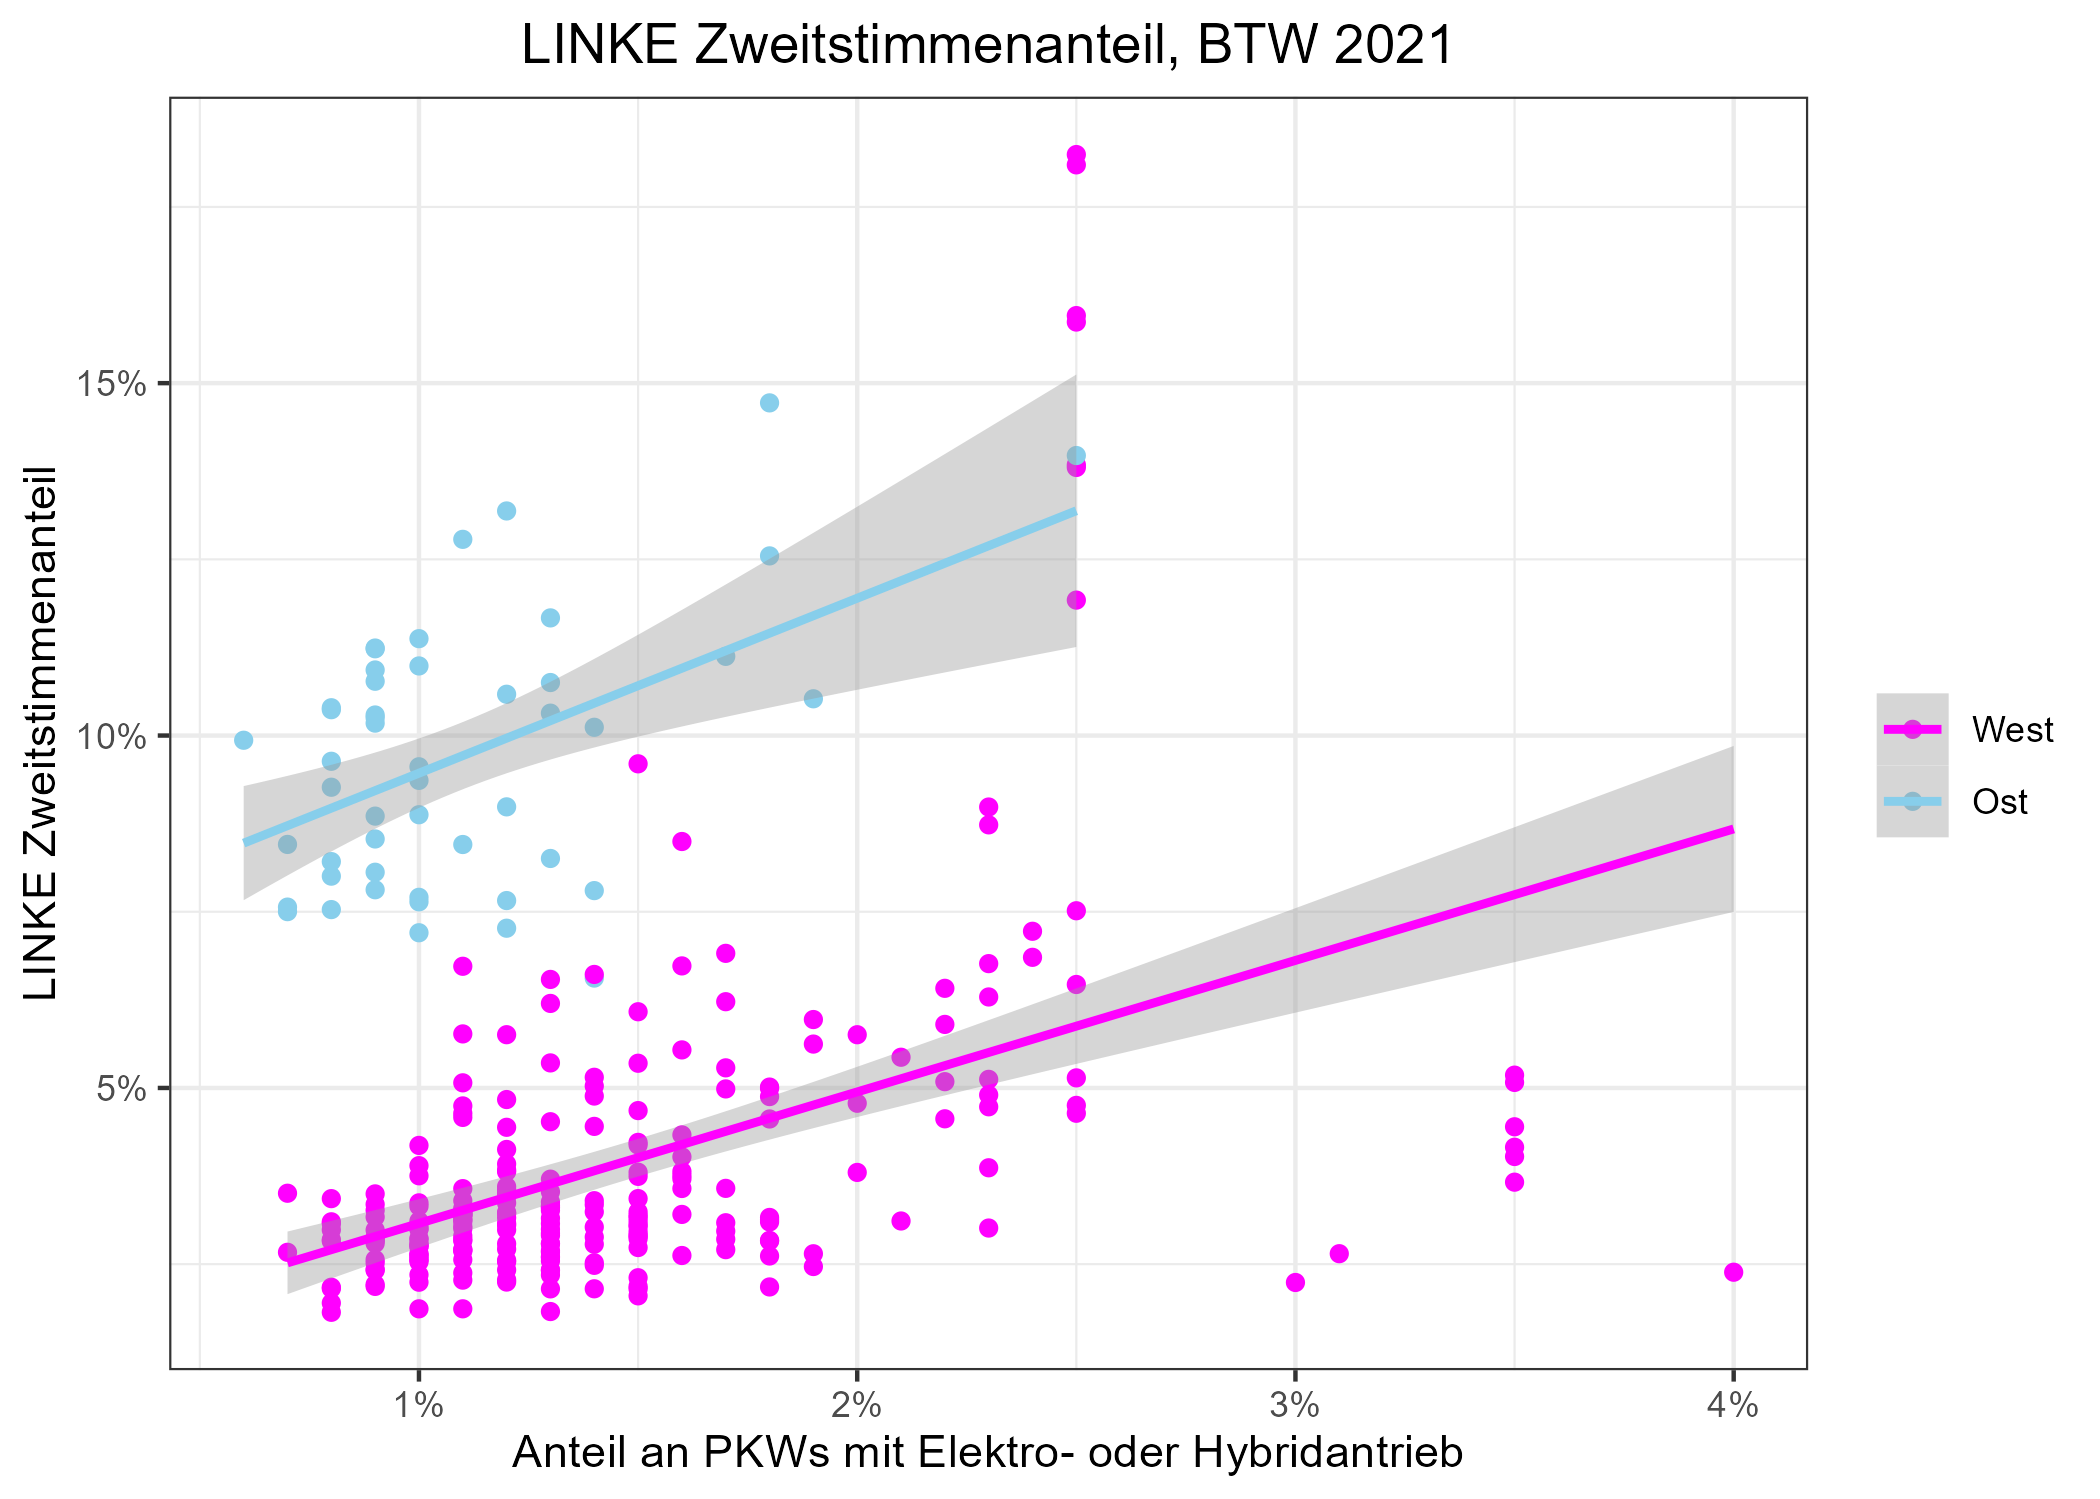 LINKE Zweitstimmenanteil, BTW 2021
LINKE Zweitstimmenanteil
15%
10%
5%
1%
2%
3%
4%
Anteil an PKWs mit Elektro- oder Hybridantrieb
West
Ost